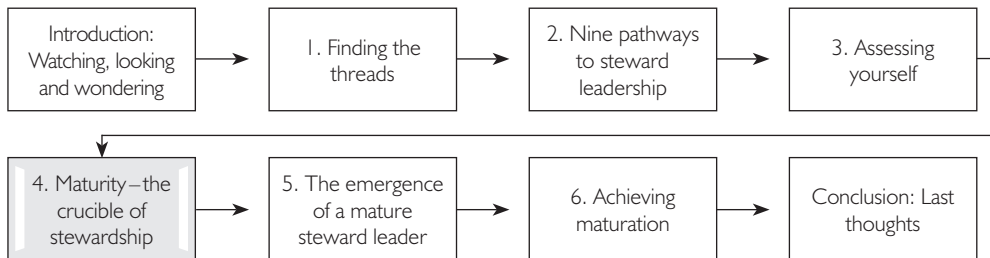 Introduction:
Watching, looking
and wondering
1. Finding the
threads
2. Nine pathways
to steward
leadership
3. Assessing
yourself
4. Maturity–the
crucible of
stewardship
5. The emergence
of a mature
steward leader
6. Achieving
maturation
Conclusion: Last
thoughts